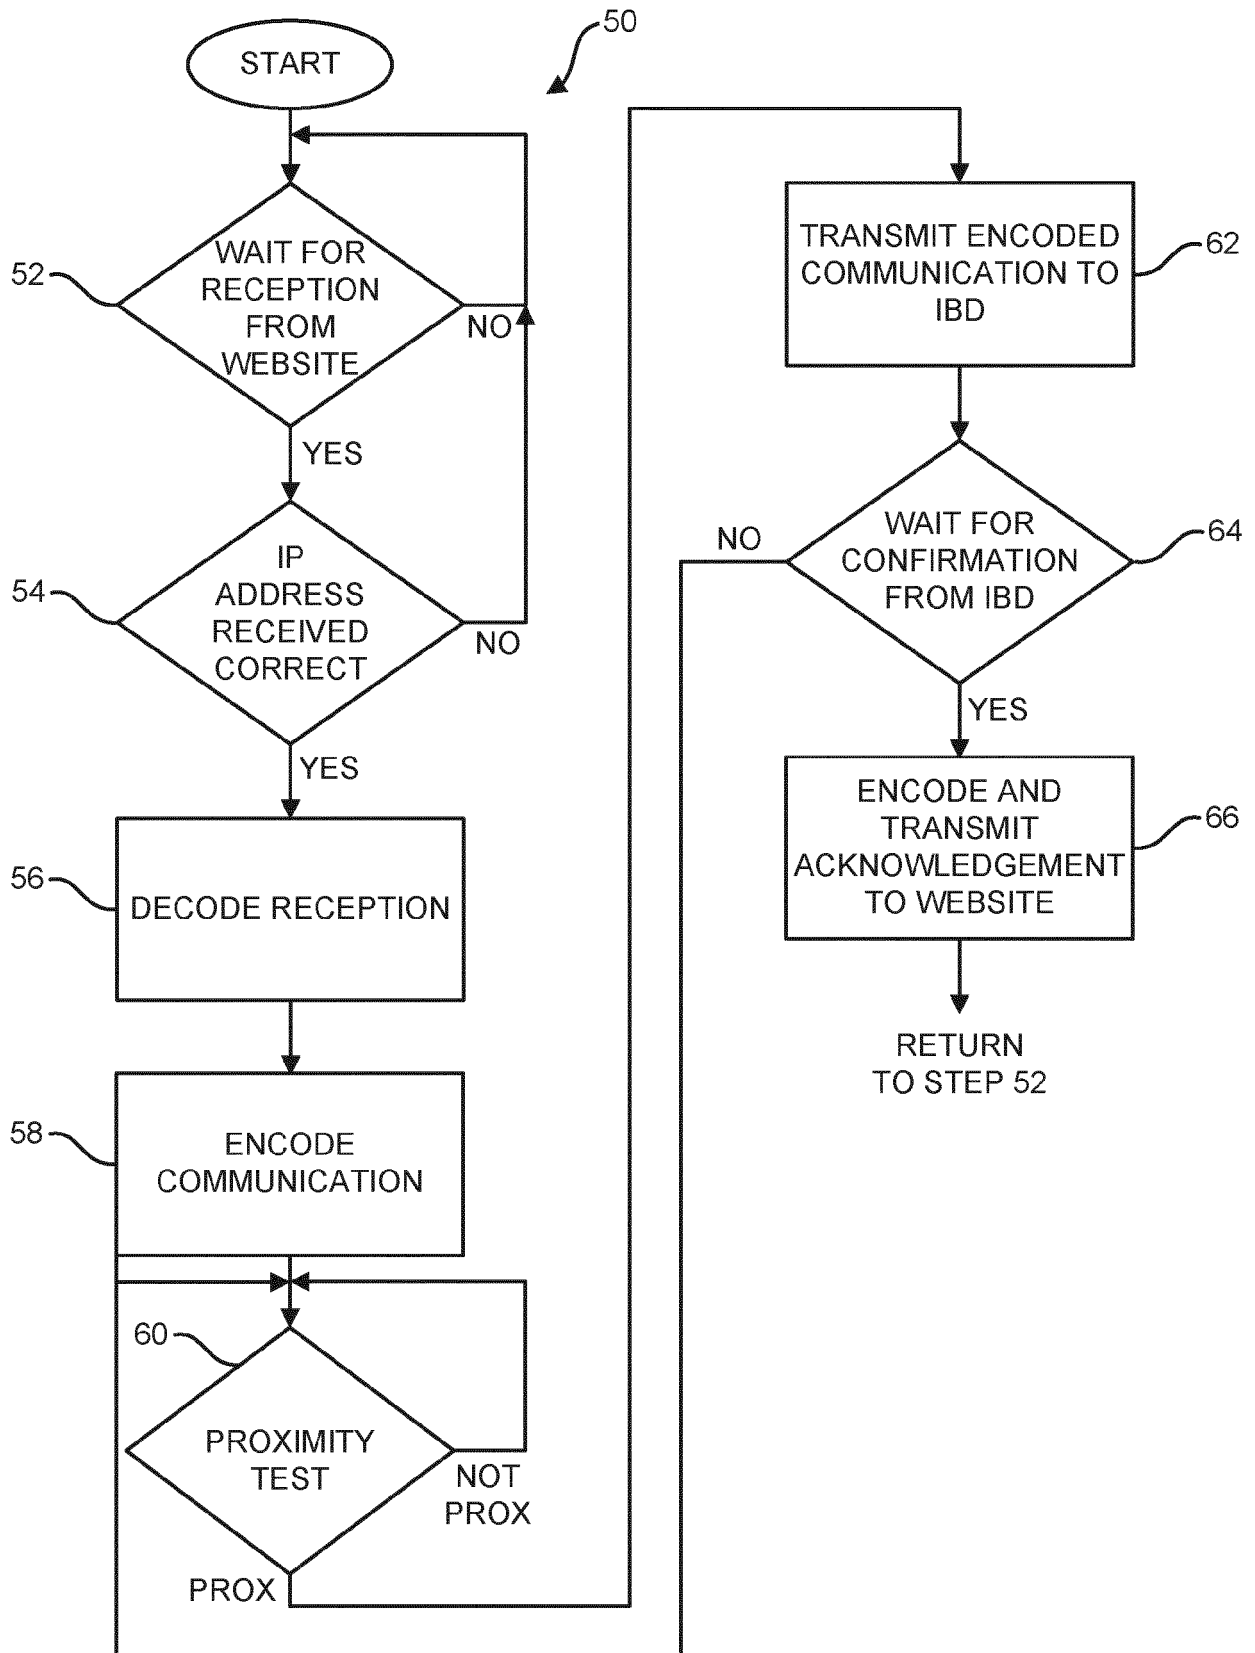 50
START
52
WAIT FOR
RECEPTION
FROM
WEBSITE
NO
YES
54
IP
ADDRESS
RECEIVED
CORRECT
NO
YES
56
DECODE RECEPTION
58
ENCODE
COMMUNICATION
60
PROXIMITY
TEST
NOT
PROX
PROX
TRANSMIT ENCODED
COMMUNICATION TO
IBD
62
NO
WAIT FOR
CONFIRMATION
FROM IBD
64
YES
ENCODE AND
TRANSMIT
ACKNOWLEDGEMENT
TO WEBSITE
66
RETURN
TO STEP 52